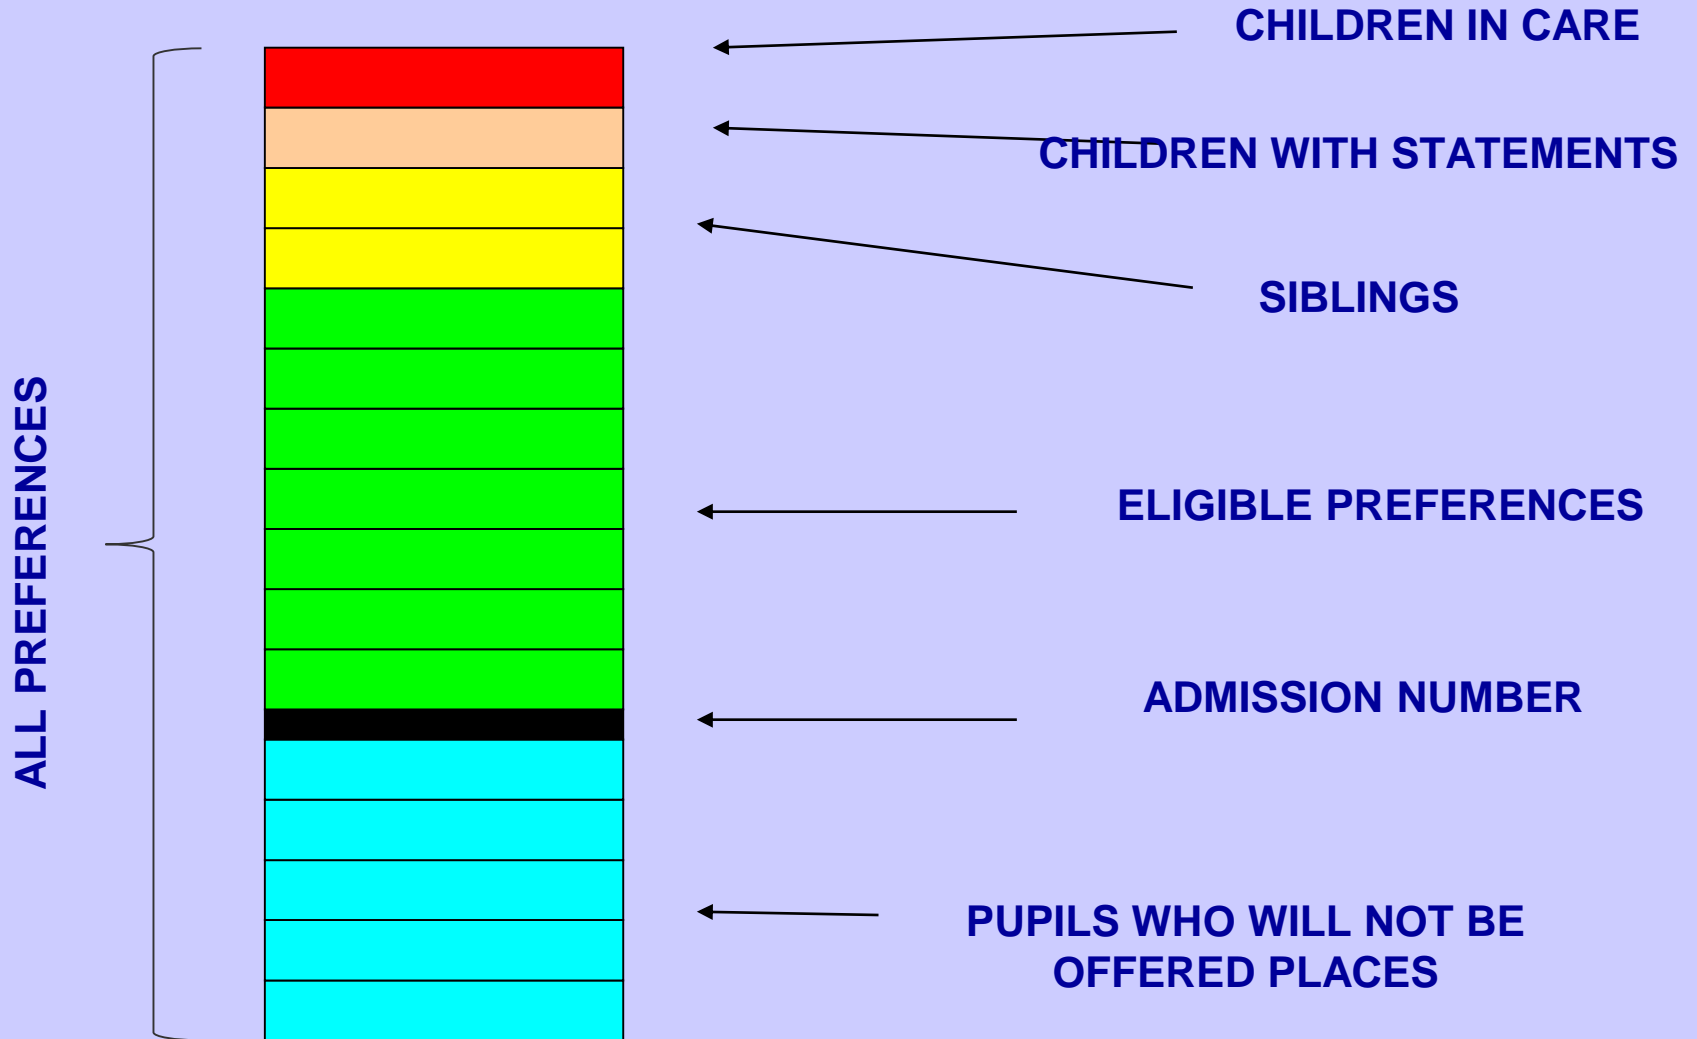 CHILDREN IN CARE
CHILDREN WITH STATEMENTS
SIBLINGS
ALL PREFERENCES
ELIGIBLE PREFERENCES
ADMISSION NUMBER
PUPILS WHO WILL NOT BE
OFFERED PLACES